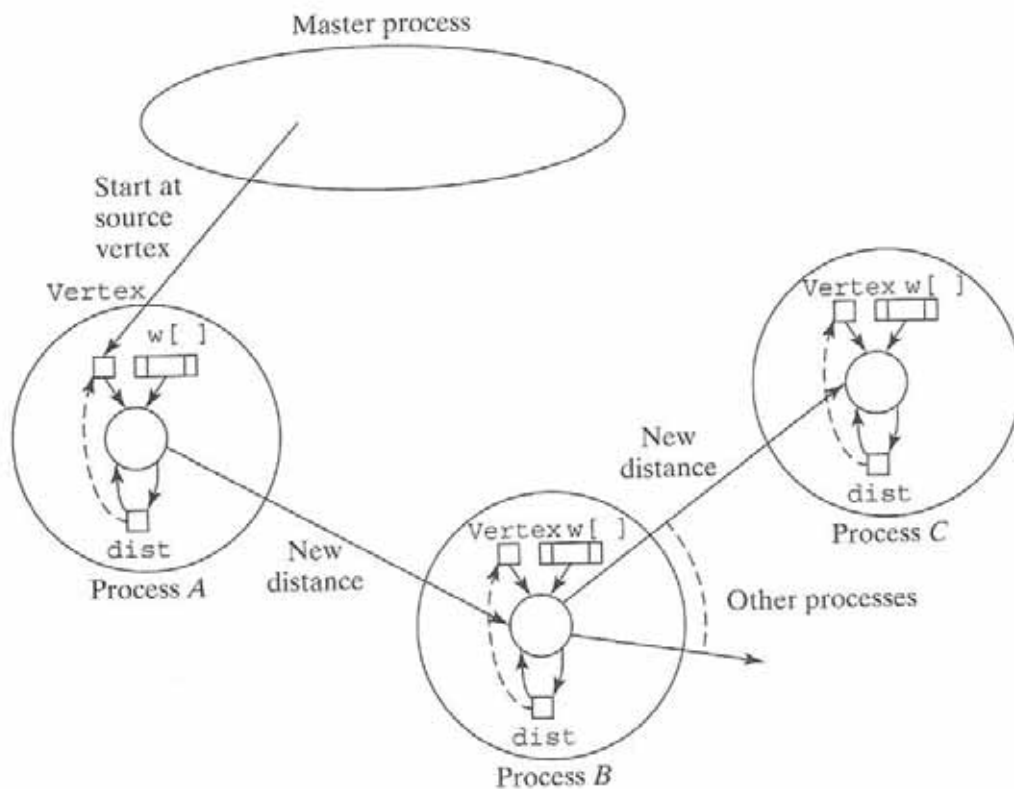 Master process
Start at
source
vertex
Vertex
w[ ]
dist
Process A
New
distance
Vertex w[ ]
dist
Process B
New
distance
Vertex w[ ]
dist
Process C
Other processes